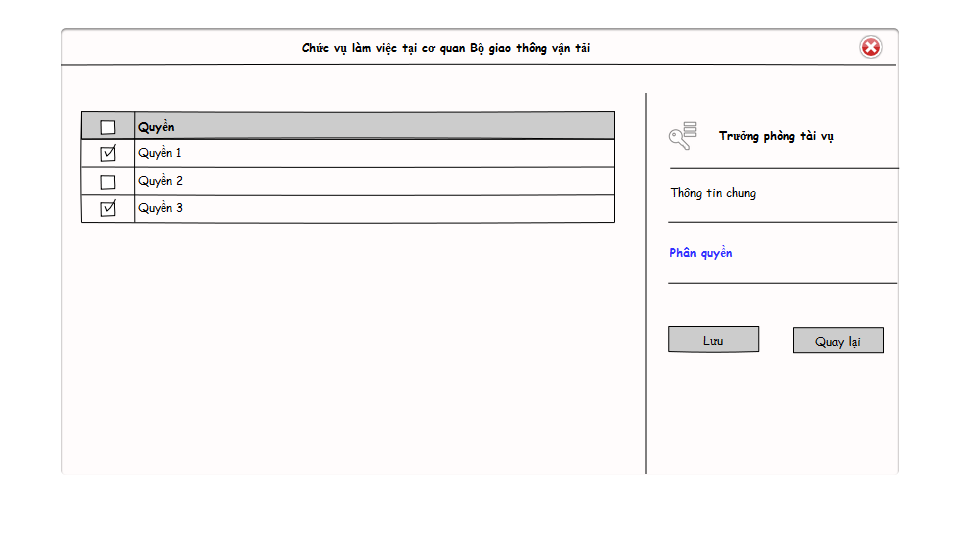 Chức vụ làm việc tại cơ quan Bộ giao thông vận tải
Quyền
Quyền 1
Quyền 2
Quyền 3
Trưởng phòng tài vụ
Thông tin chung
Phân quyền
Lưu
Quay lại